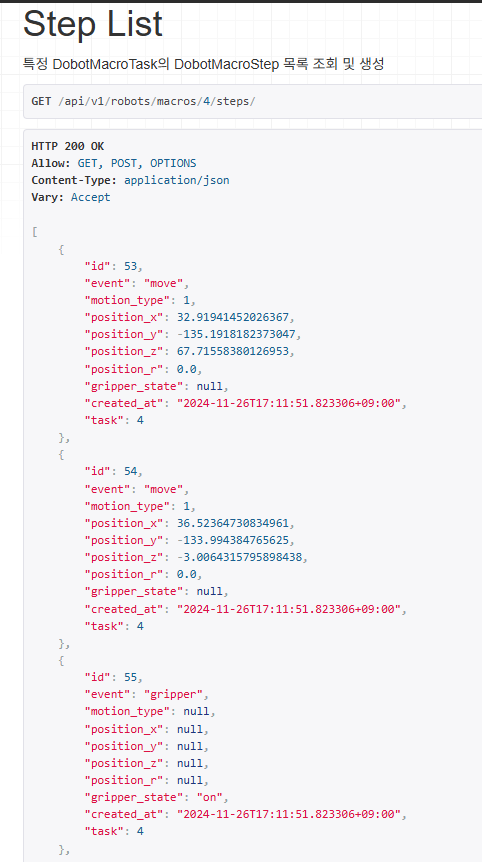 Step List
특정 DobotMacroTask의 DobotMacroStep 목록 조회 및 생성
GET /api/v1/robots/macros/4/steps/
HTTP 200 OK
Allow: GET, POST, OPTIONS
Content-Type: application/json
Vary: Accept
[
    {
        "id": 53,
        "event": "move",
        "motion_type": 1,
        "position_x": 32.91941452026367,
        "position_y": -135.1918182373047,
        "position_z": 67.71558380126953,
        "position_r": 0.0,
        "gripper_state": null,
        "created_at": "2024-11-26T17:11:51.823306+09:00",
        "task": 4
    },
    {
        "id": 54,
        "event": "move",
        "motion_type": 1,
        "position_x": 36.52364730834961,
        "position_y": -133.994384765625,
        "position_z": -3.0064315795898438,
        "position_r": 0.0,
        "gripper_state": null,
        "created_at": "2024-11-26T17:11:51.823306+09:00",
        "task": 4
    },
    {
        "id": 55,
        "event": "gripper",
        "motion_type": null,
        "position_x": null,
        "position_y": null,
        "position_z": null,
        "position_r": null,
        "gripper_state": "on",
        "created_at": "2024-11-26T17:11:51.823306+09:00",
        "task": 4
    },